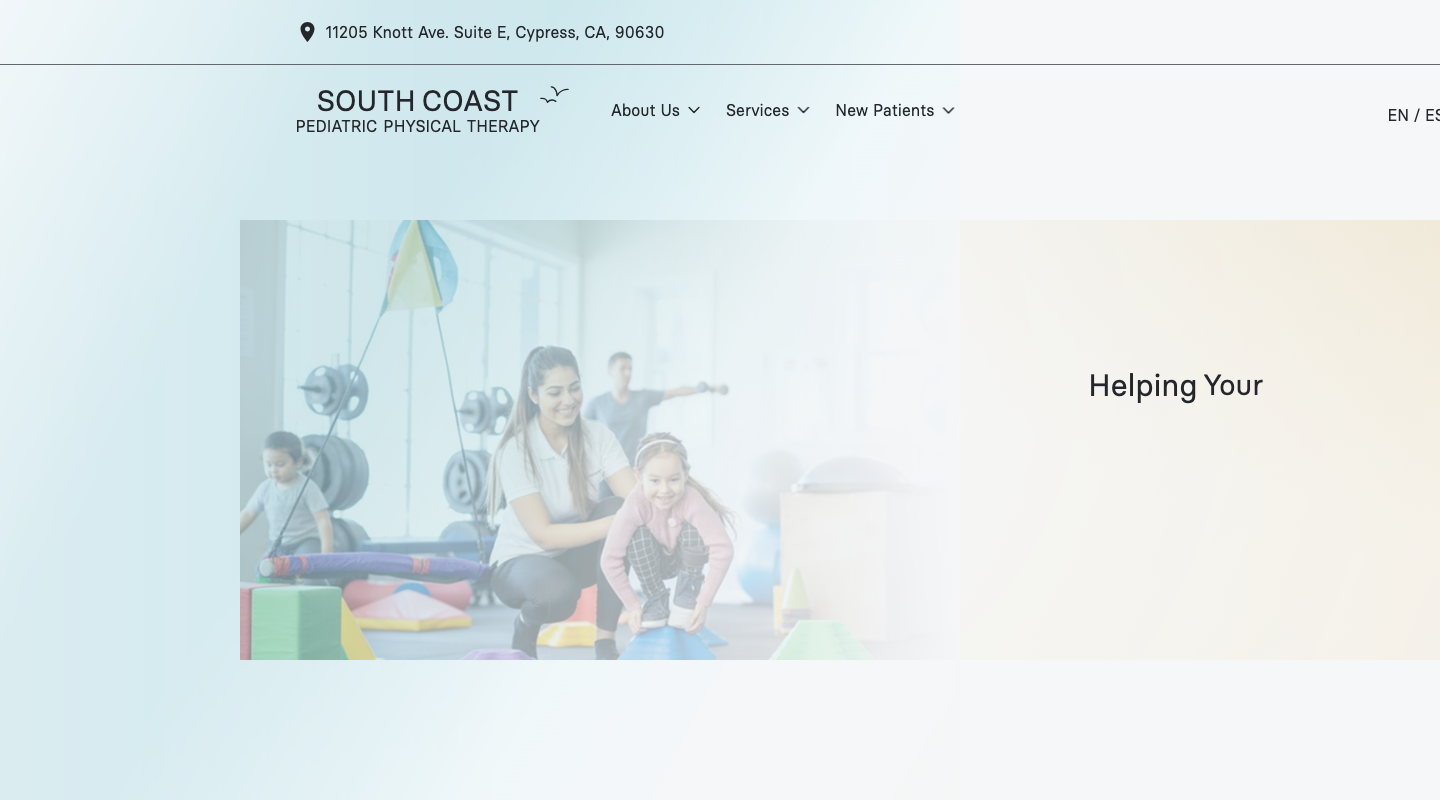 11205 Knott Ave. Suite E, Cypress, CA, 90630
SOUTH COAST
PEDIATRIC PHYSICAL THERAPY
About Us
Services
New Patients
EN / ES
Helping Your